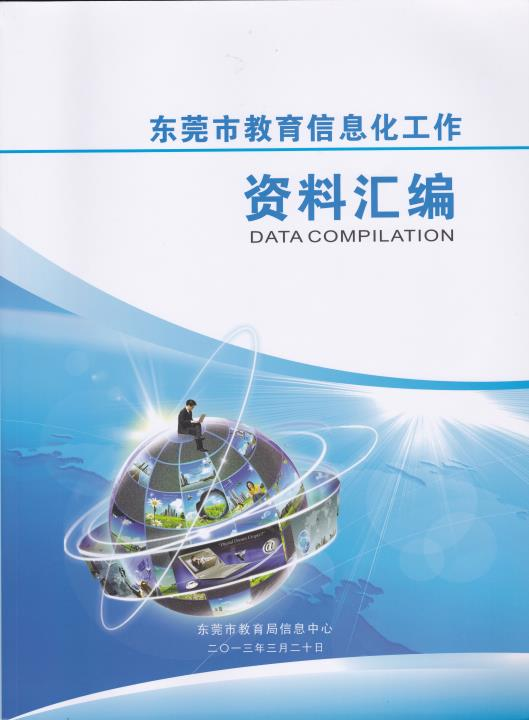 东莞市教育信息化工作
资料汇编
DATA COMPILATION
@
东莞市教育局信息中心
二〇一三年三月二十日